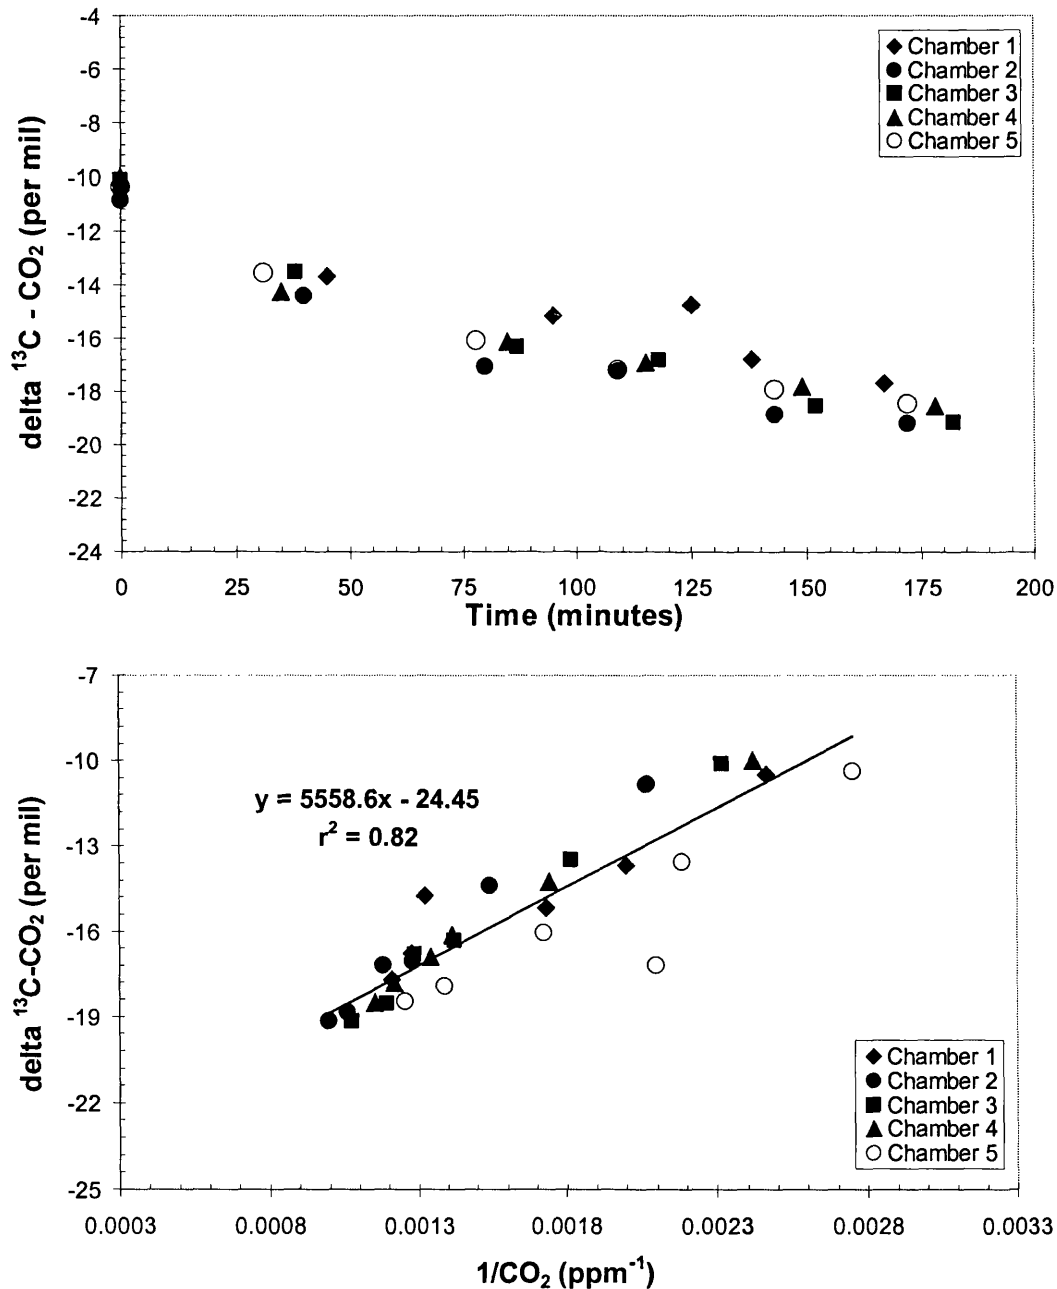 -4
-6
-8
-10
-12
-14
-16
-18
-20
-22
-24
delta ¹³C - CO₂ (per mil)
Chamber 1
Chamber 2
Chamber 3
Chamber 4
Chamber 5
0 25 50 75 100 125 150 175 200
Time (minutes)
-7
-10
-13
-16
-19
-22
-25
delta ¹³C-CO₂ (per mil)
y = 5558.6x - 24.45
r² = 0.82
Chamber 1
Chamber 2
Chamber 3
Chamber 4
Chamber 5
0.0003 0.0008 0.0013 0.0018 0.0023 0.0028 0.0033
1/CO₂ (ppm⁻¹)